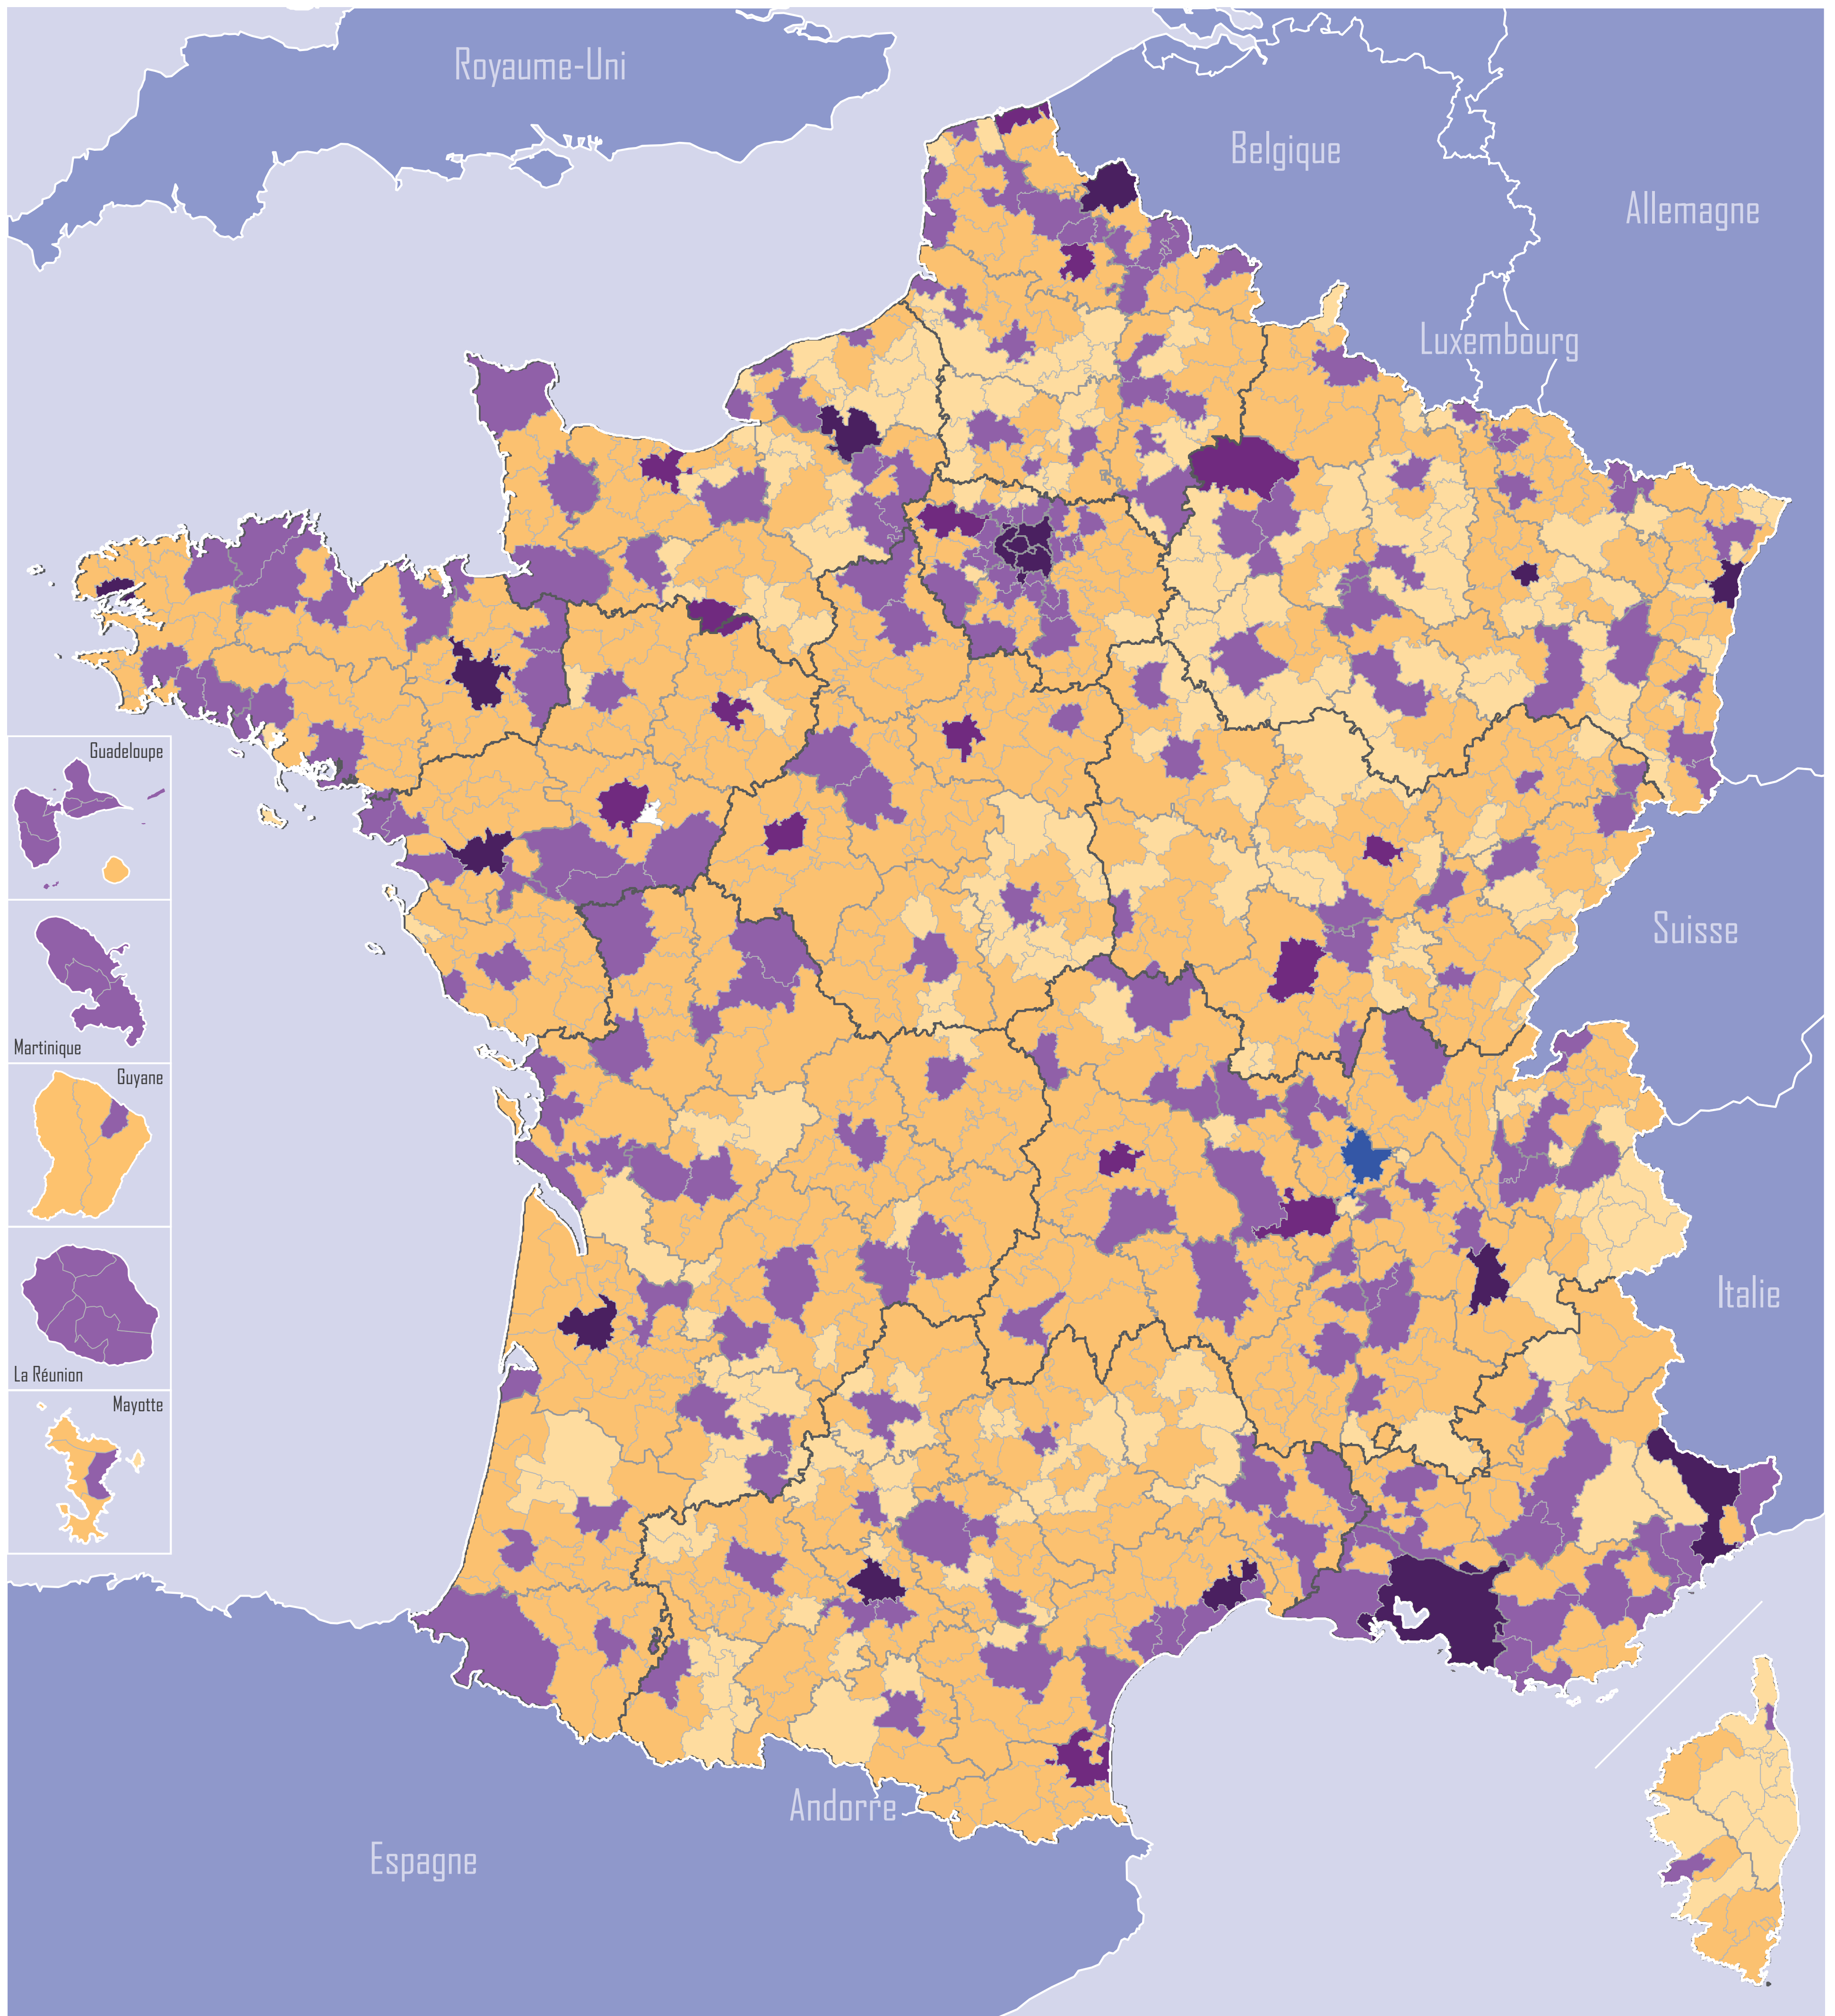 Royaume-Uni
Belgique
Allemagne
Luxembourg
Guadeloupe
Suisse
Martinique
Guyane
Italie
La Réunion
Mayotte
Andorre
Espagne